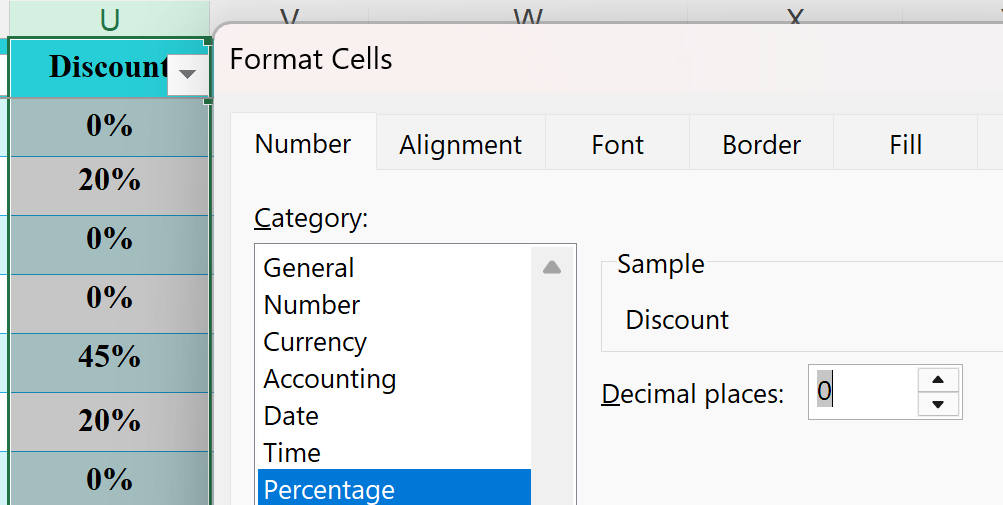 U V W X
Discount
0%
20%
0%
0%
45%
20%
0%
Format Cells
Number Alignment Font Border Fill
Category:
General
Number
Currency
Accounting
Date
Time
Percentage
Sample
Discount
Decimal places: 0